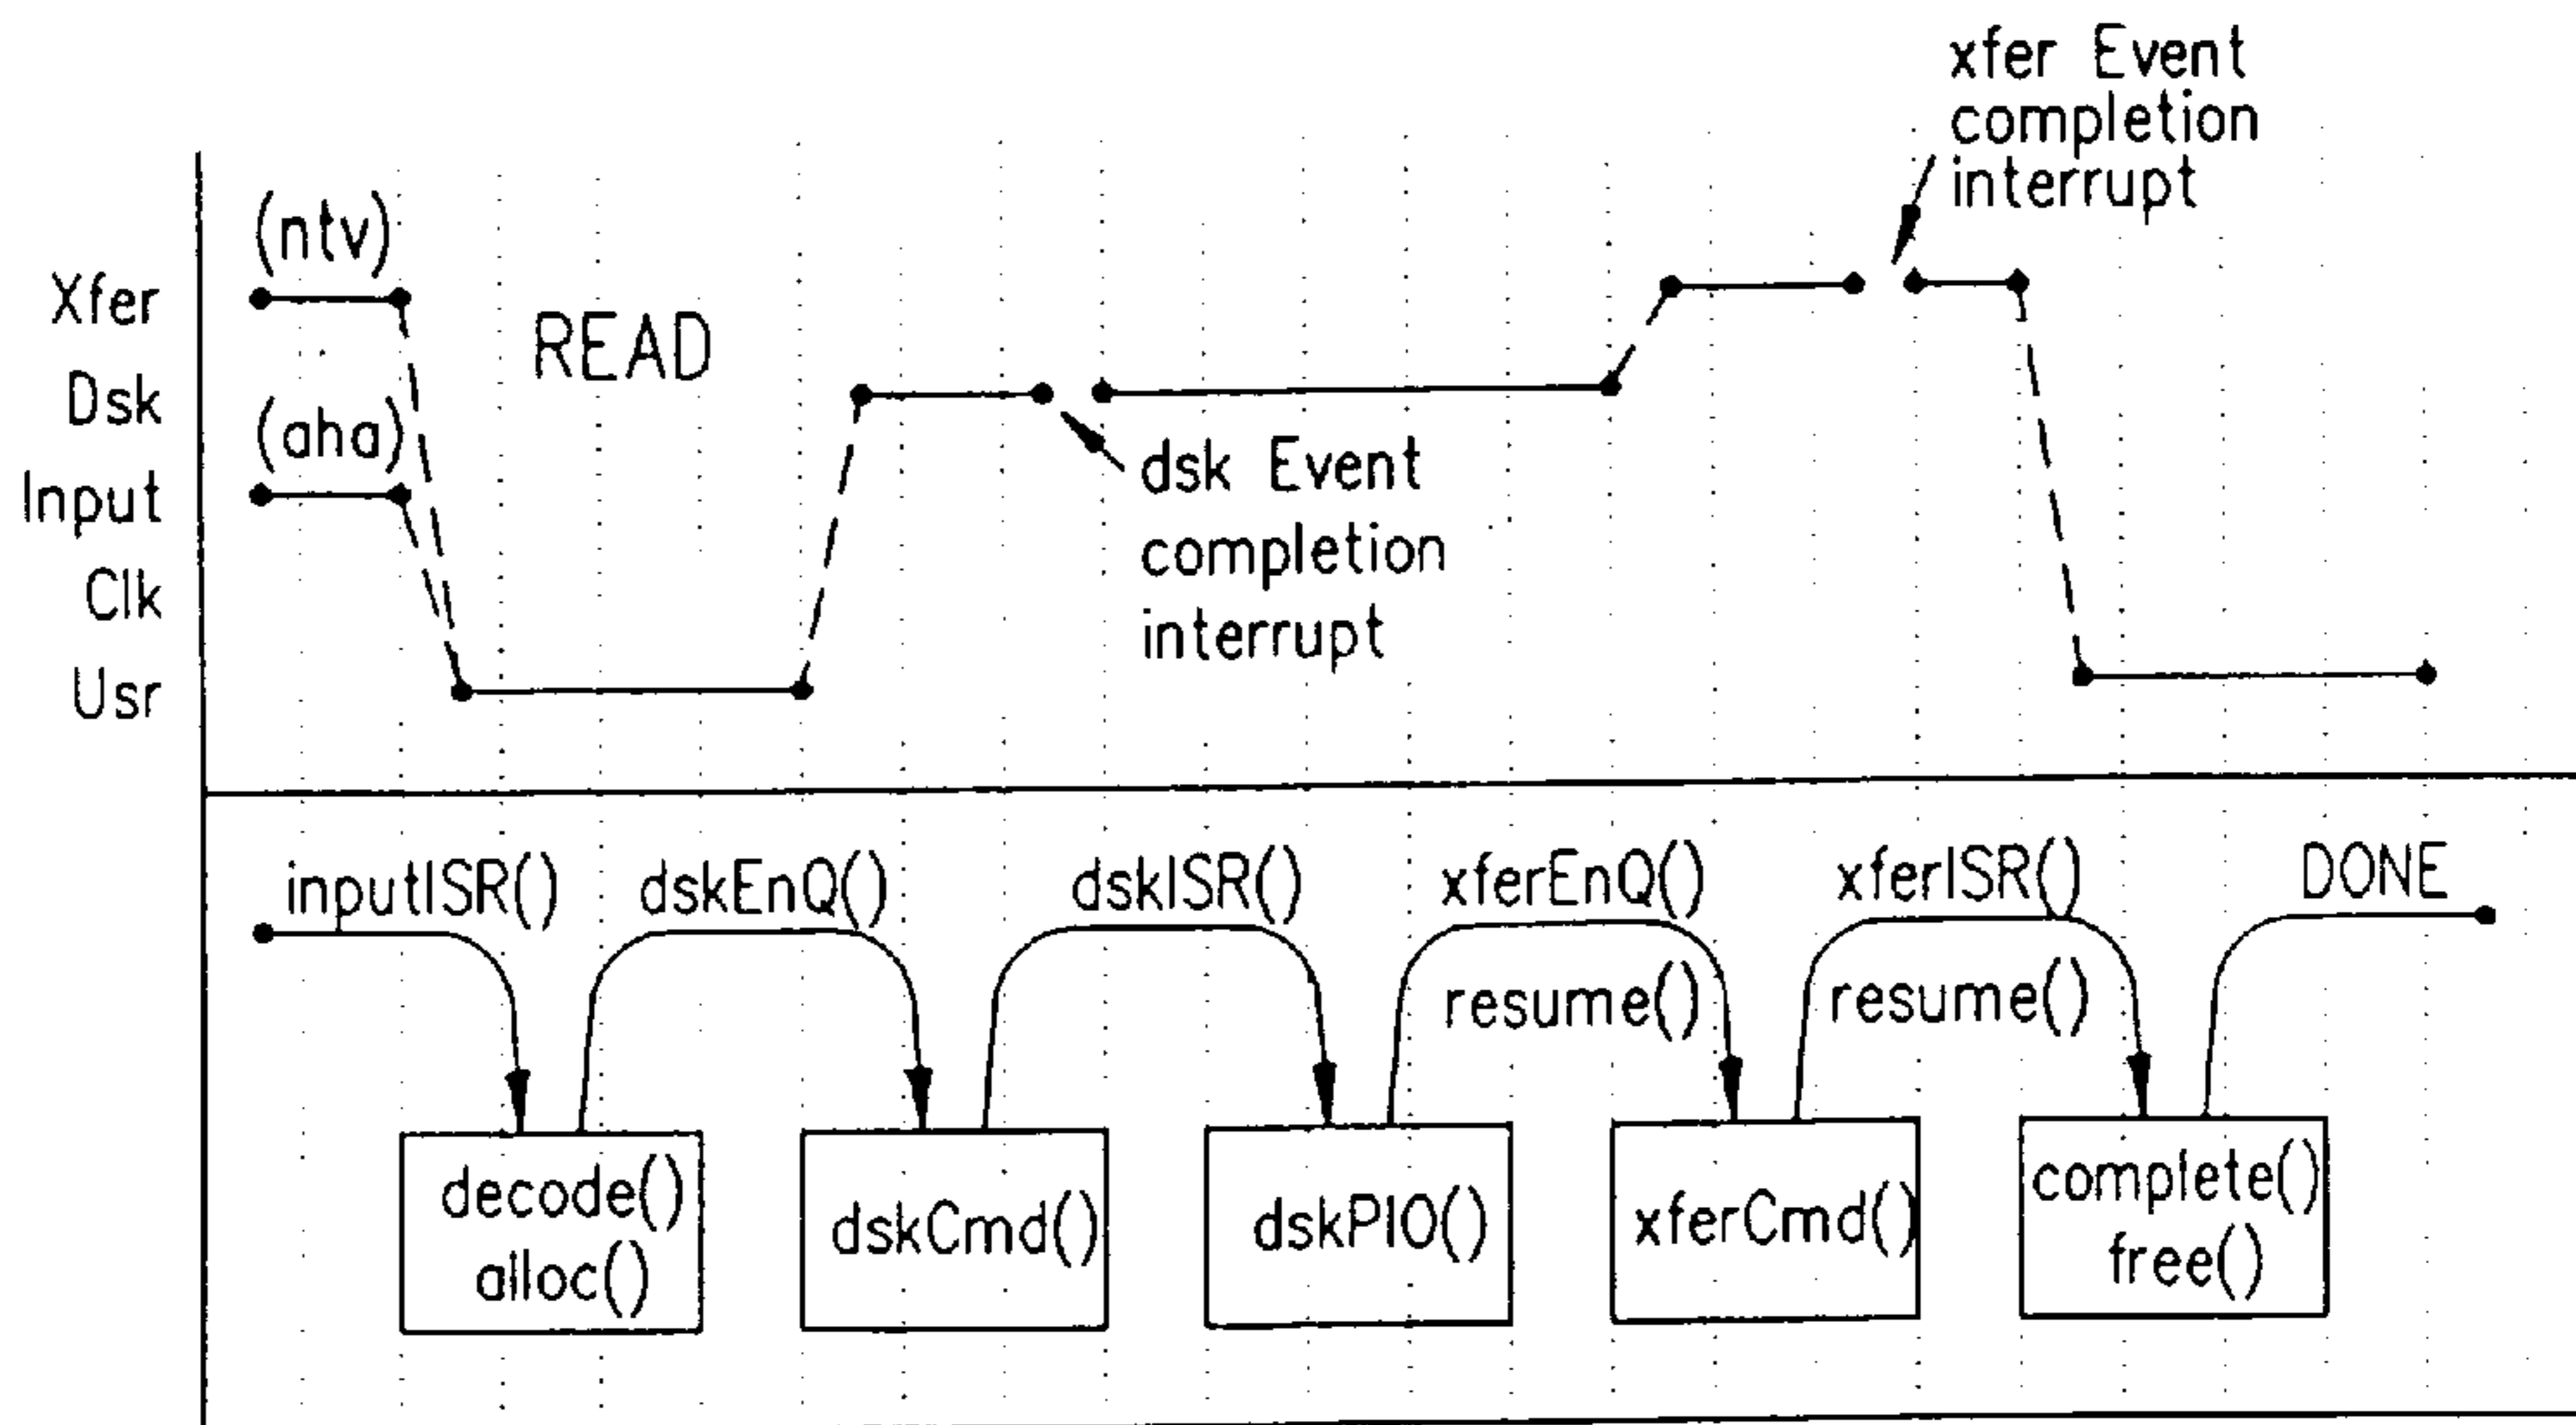 xfer Event
completion
interrupt
(ntv)
Xfer
READ
Dsk
(aha)
dsk Event
completion
interrupt
Input
Clk
Usr
inputISR()
dskEnQ()
dskISR()
xferEnQ()
resume()
xferISR()
resume()
DONE
decode()
alloc()
dskCmd()
dskPIO()
xferCmd()
complete()
free()